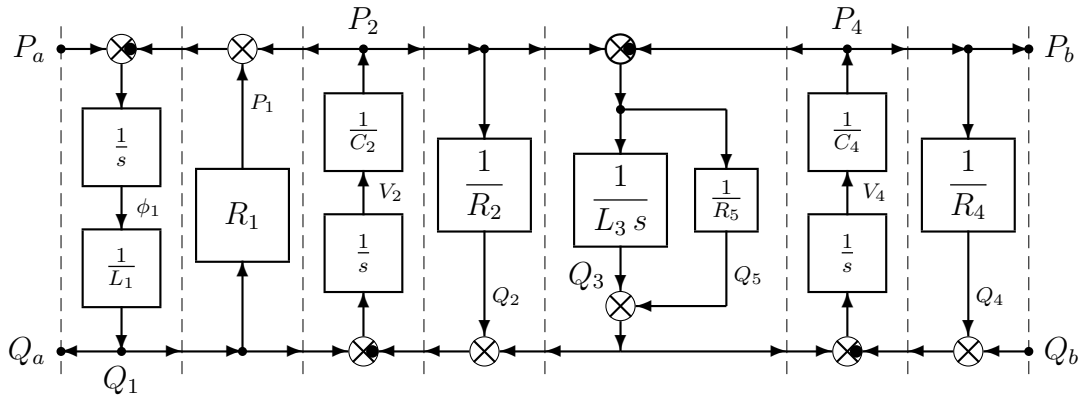 P_a P_2 P_4 P_b
P_1
1/s 1/C_2 1/C_4
ϕ_1 R_1 V_2 1/R_2 1/(L_3 s) 1/R_5 V_4 1/R_4
1/L_1 1/s 1/s
Q_2 Q_3 Q_5 Q_4
Q_a Q_b
Q_1